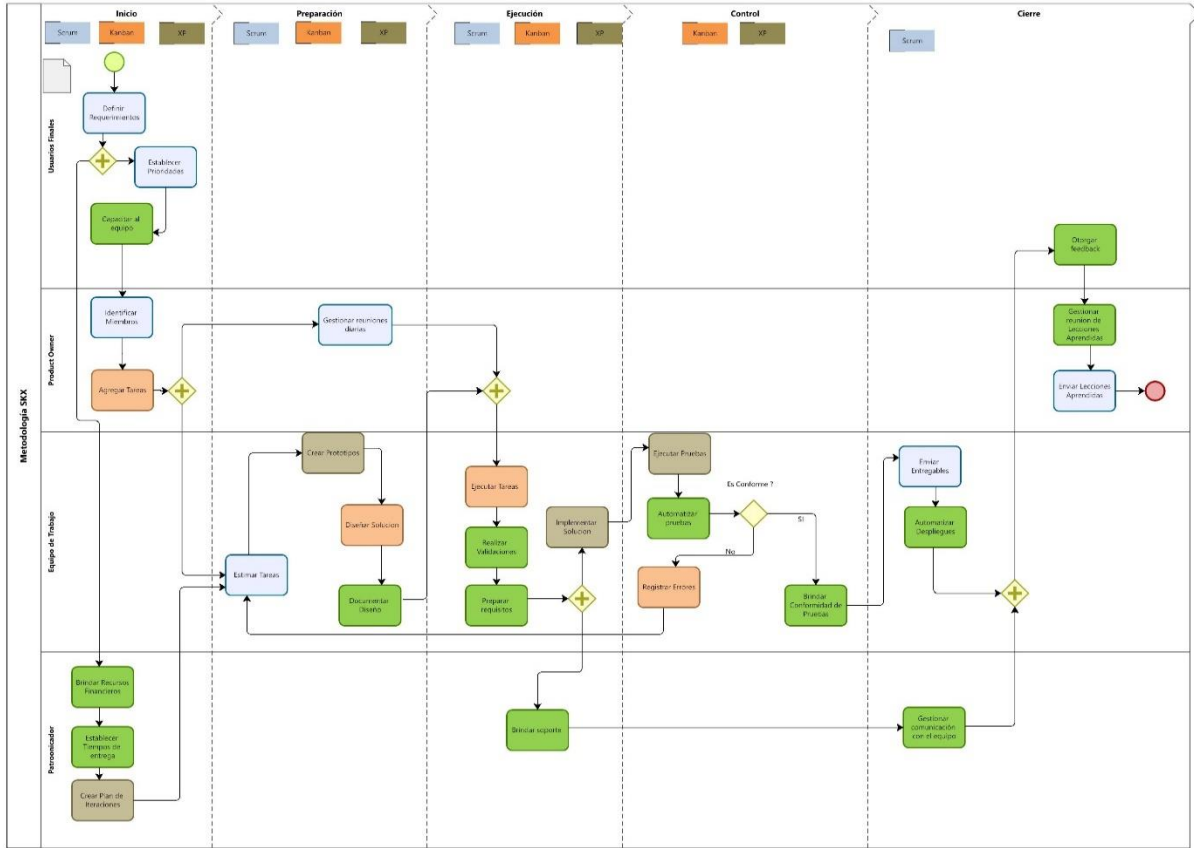 Inicio
Preparación
Ejecución
Control
Cierre
Scrum
Kanban
XP
Scrum
Kanban
XP
Scrum
Kanban
XP
Kanban
XP
Scrum
Metodología SKX
Usuarios Finales
Definir
Requerimientos
Establecer
Prioridades
Capacitar al
equipo
Otorgar
feedback
Product Owner
Identificar
Miembros
Agregar Tareas
Gestionar reuniones
diarias
Gestionar
reunion de
Lecciones
Aprendidas
Enviar Lecciones
Aprendidas
Equipo de Trabajo
Estimar Tareas
Crear Prototipos
Diseñar Solucion
Documentar
Diseño
Ejecutar Tareas
Realizar
Validaciones
Preparar
requisitos
Implementar
Solucion
Ejecutar Pruebas
Automatizar
pruebas
Es Conforme ?
Si
No
Registrar Errores
Brindar
Conformidad de
Pruebas
Enviar
Entregables
Automatizar
Despliegues
Patroonicador
Brindar Recursos
Financieros
Establecer
Tiempos de
entrega
Crear Plan de
Iteraciones
Brindar soporte
Gestionar
comunicación
con el equipo